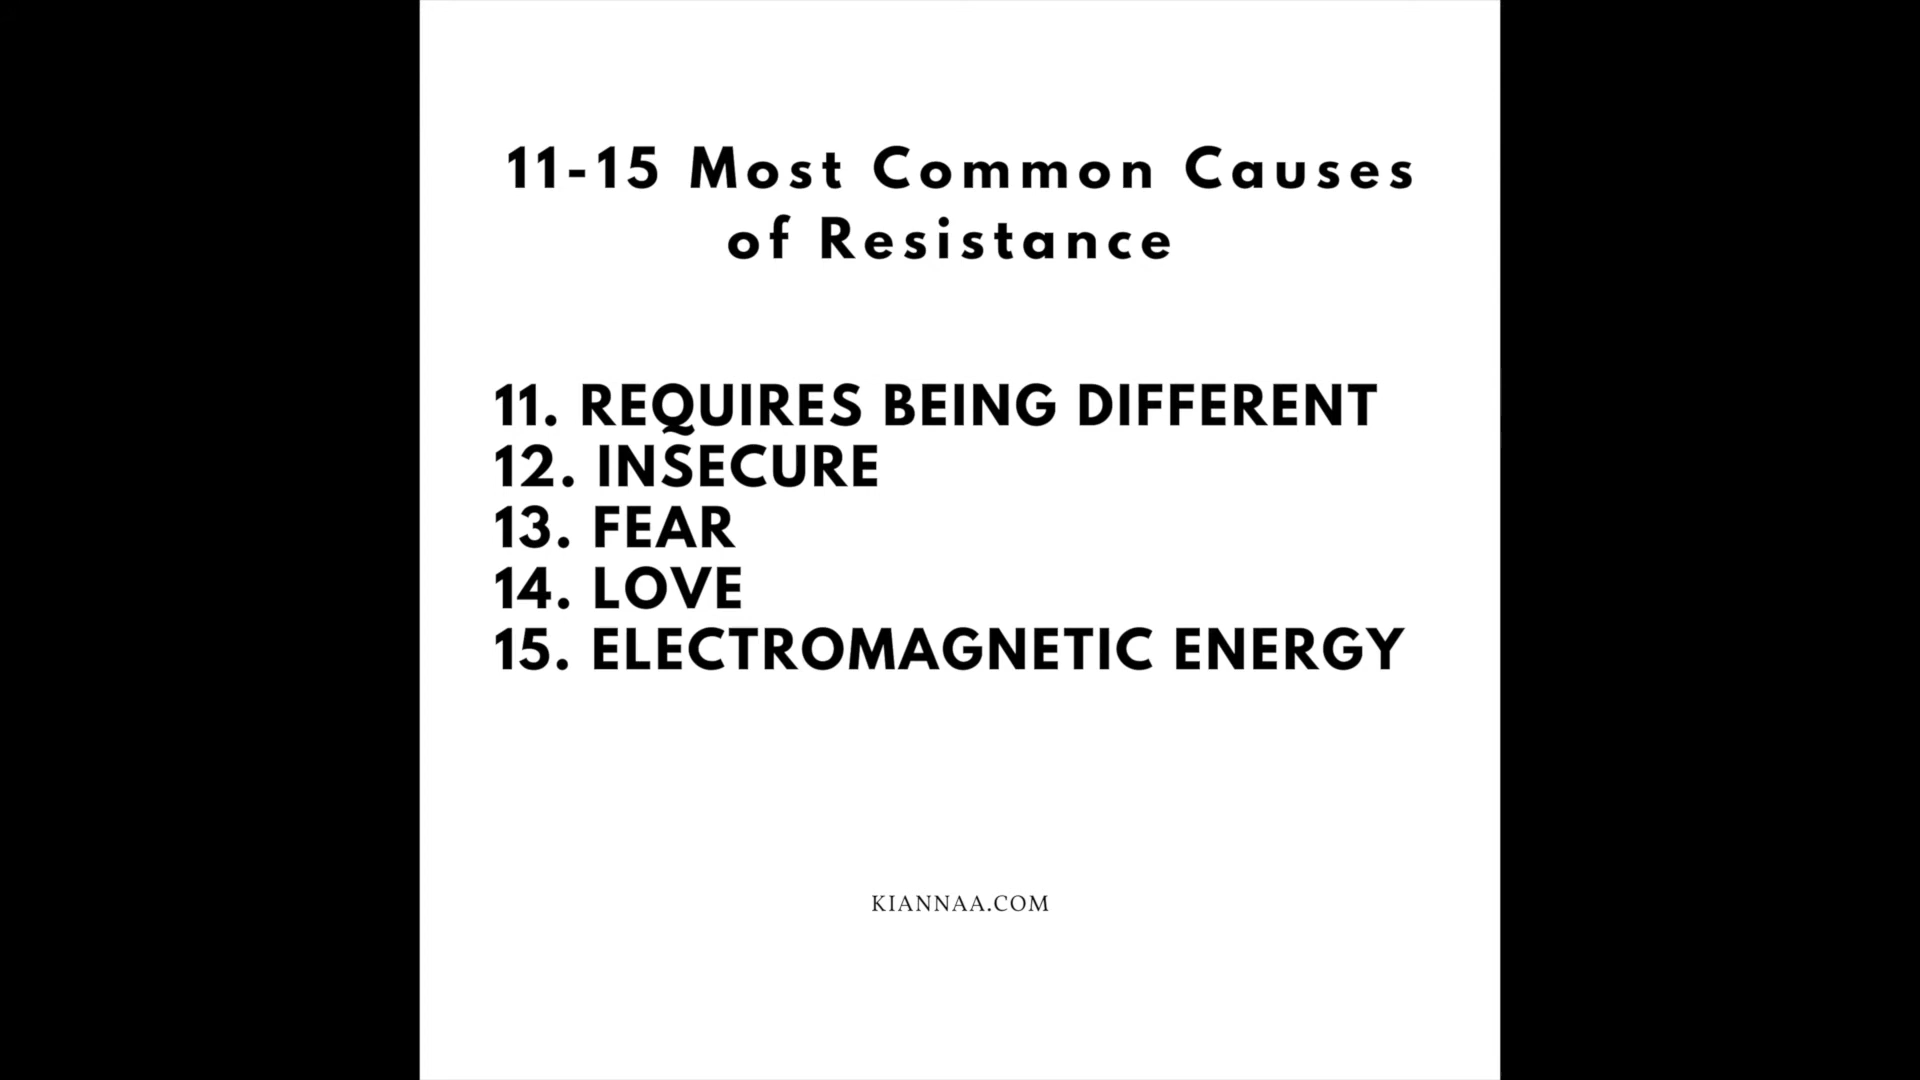 11-15 Most Common Causes
of Resistance
11. REQUIRES BEING DIFFERENT
12. INSECURE
13. FEAR
14. LOVE
15. ELECTROMAGNETIC ENERGY
KIANNAA.COM